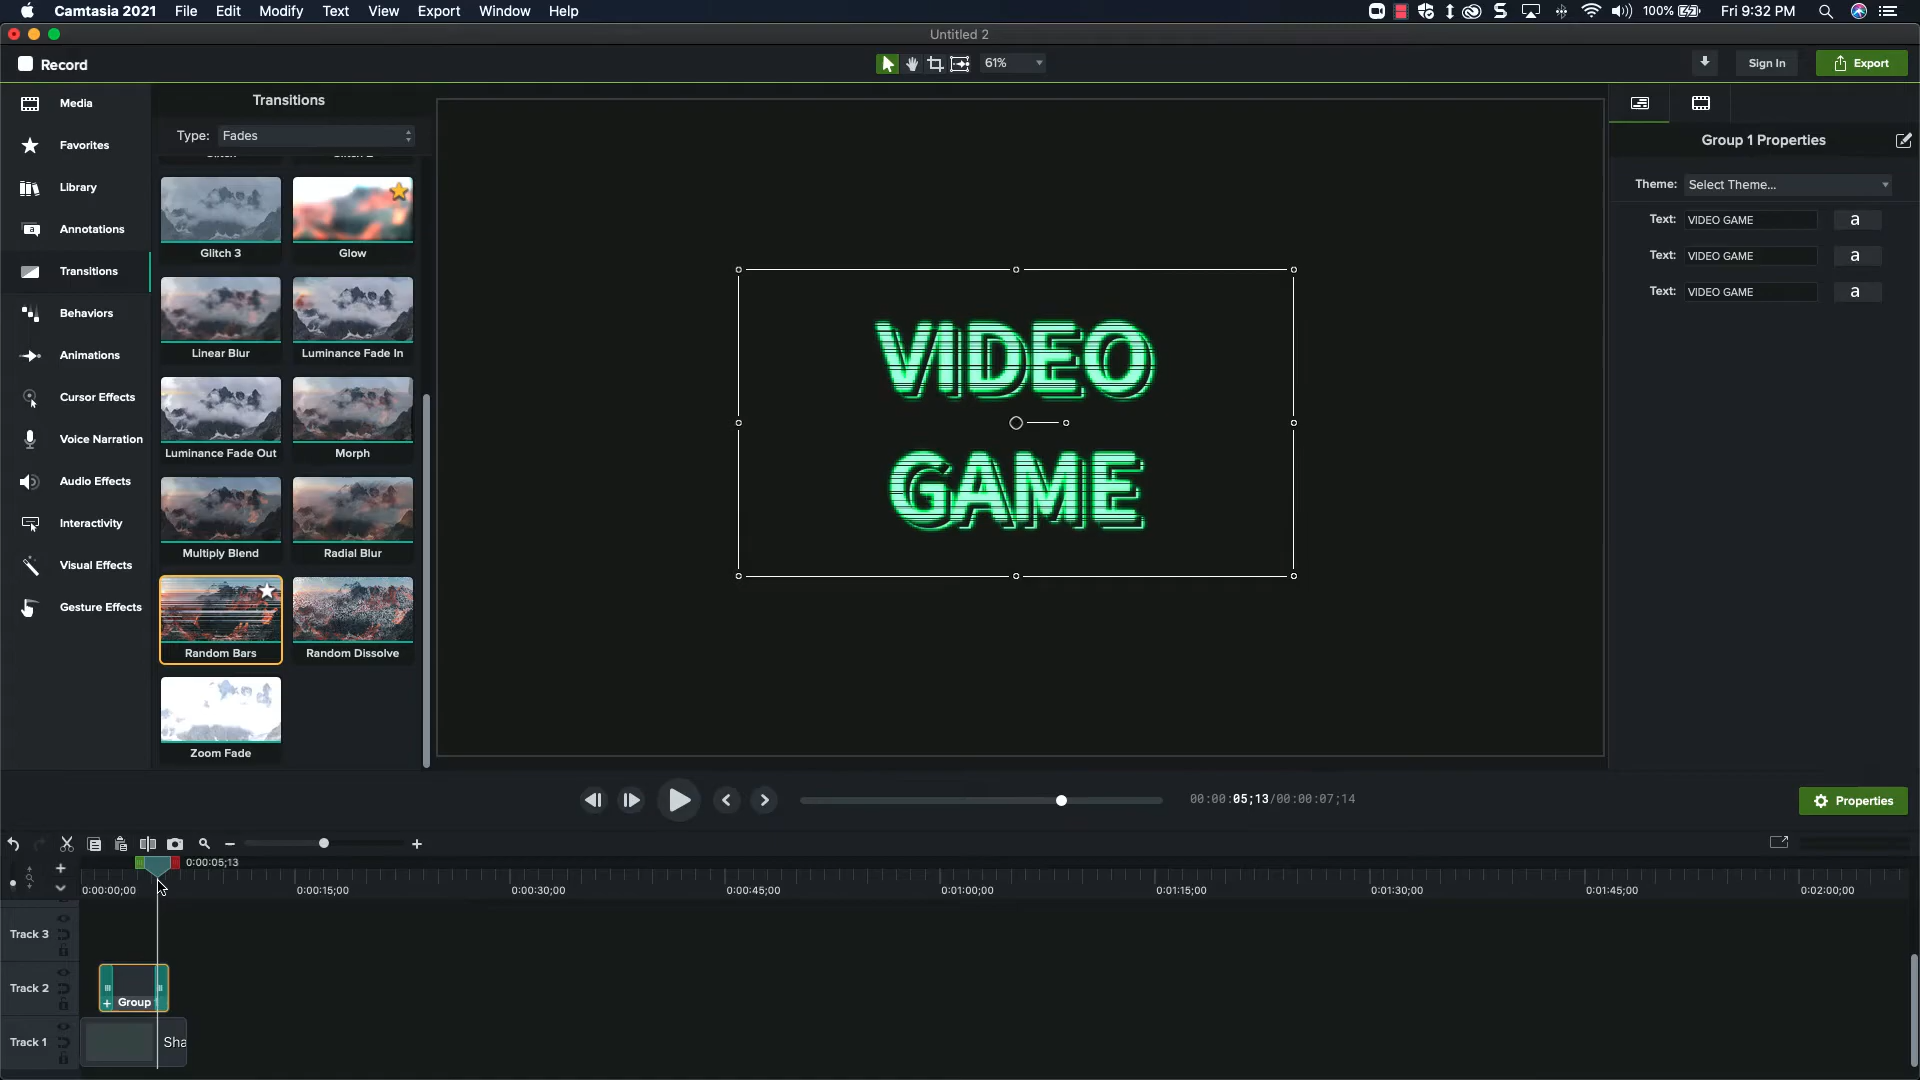 Camtasia 2021 File Edit Modify Text View Export Window Help
100% Fri 9:32 PM
Untitled 2
Record
61%
Sign In
Export
Media
Favorites
Library
Annotations
Transitions
Behaviors
Animations
Cursor Effects
Voice Narration
Audio Effects
Interactivity
Visual Effects
Gesture Effects
Transitions
Type: Fades
Glitch 3
Glow
Linear Blur
Luminance Fade In
Luminance Fade Out
Morph
Multiply Blend
Radial Blur
Random Bars
Random Dissolve
Zoom Fade
VIDEO
GAME
Group 1 Properties
Theme: Select Theme...
Text: VIDEO GAME a
Text: VIDEO GAME a
Text: VIDEO GAME a
00:00:05;13/00:00:07;14
Properties
0:00:05;13
0:00:00;00 0:00:15;00 0:00:30;00 0:00:45;00 0:01:00;00 0:01:15;00 0:01:30;00 0:01:45;00 0:02:00;00
Track 3
Track 2
Group 1
Track 1
Sha